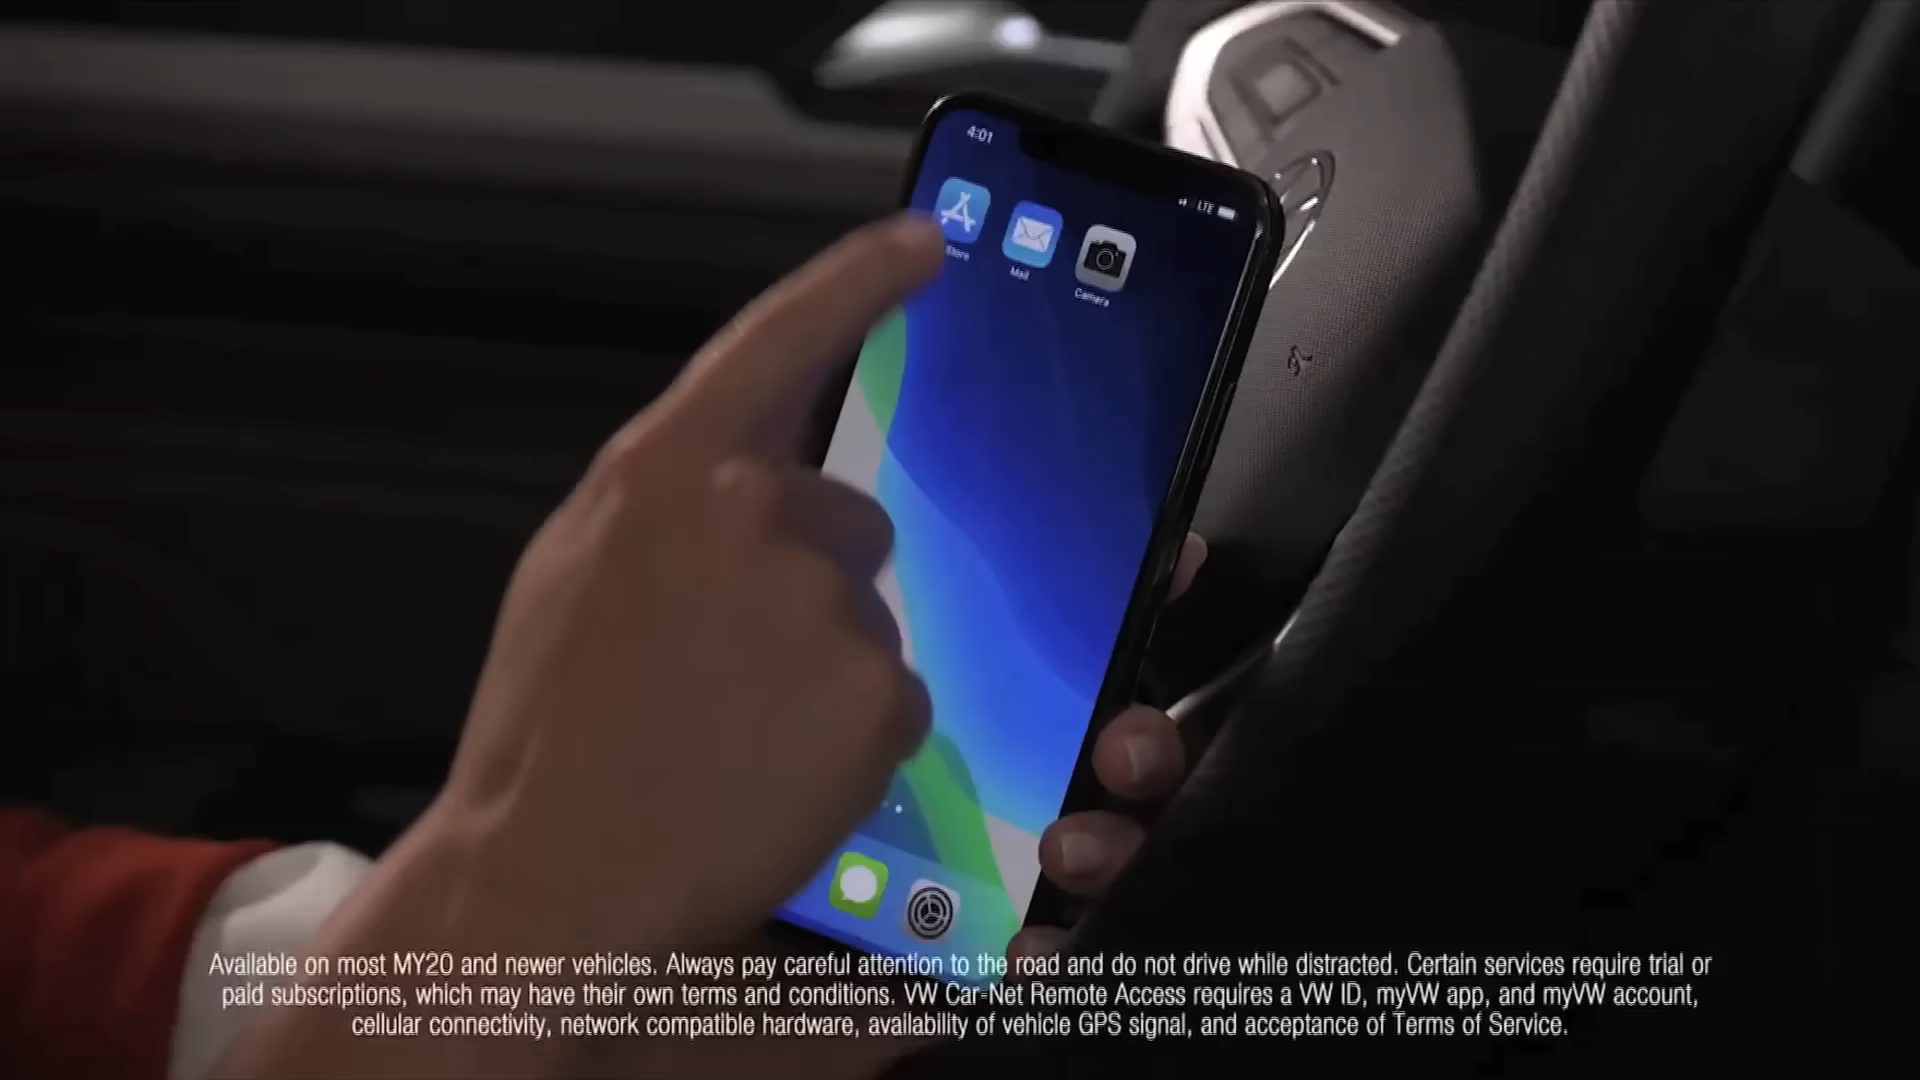 4:01
LTE
Store
Mail
Camera
Available on most MY20 and newer vehicles. Always pay careful attention to the road and do not drive while distracted. Certain services require trial or
paid subscriptions, which may have their own terms and conditions. VW Car-Net Remote Access requires a VW ID, myVW app, and myVW account,
cellular connectivity, network compatible hardware, availability of vehicle GPS signal, and acceptance of Terms of Service.